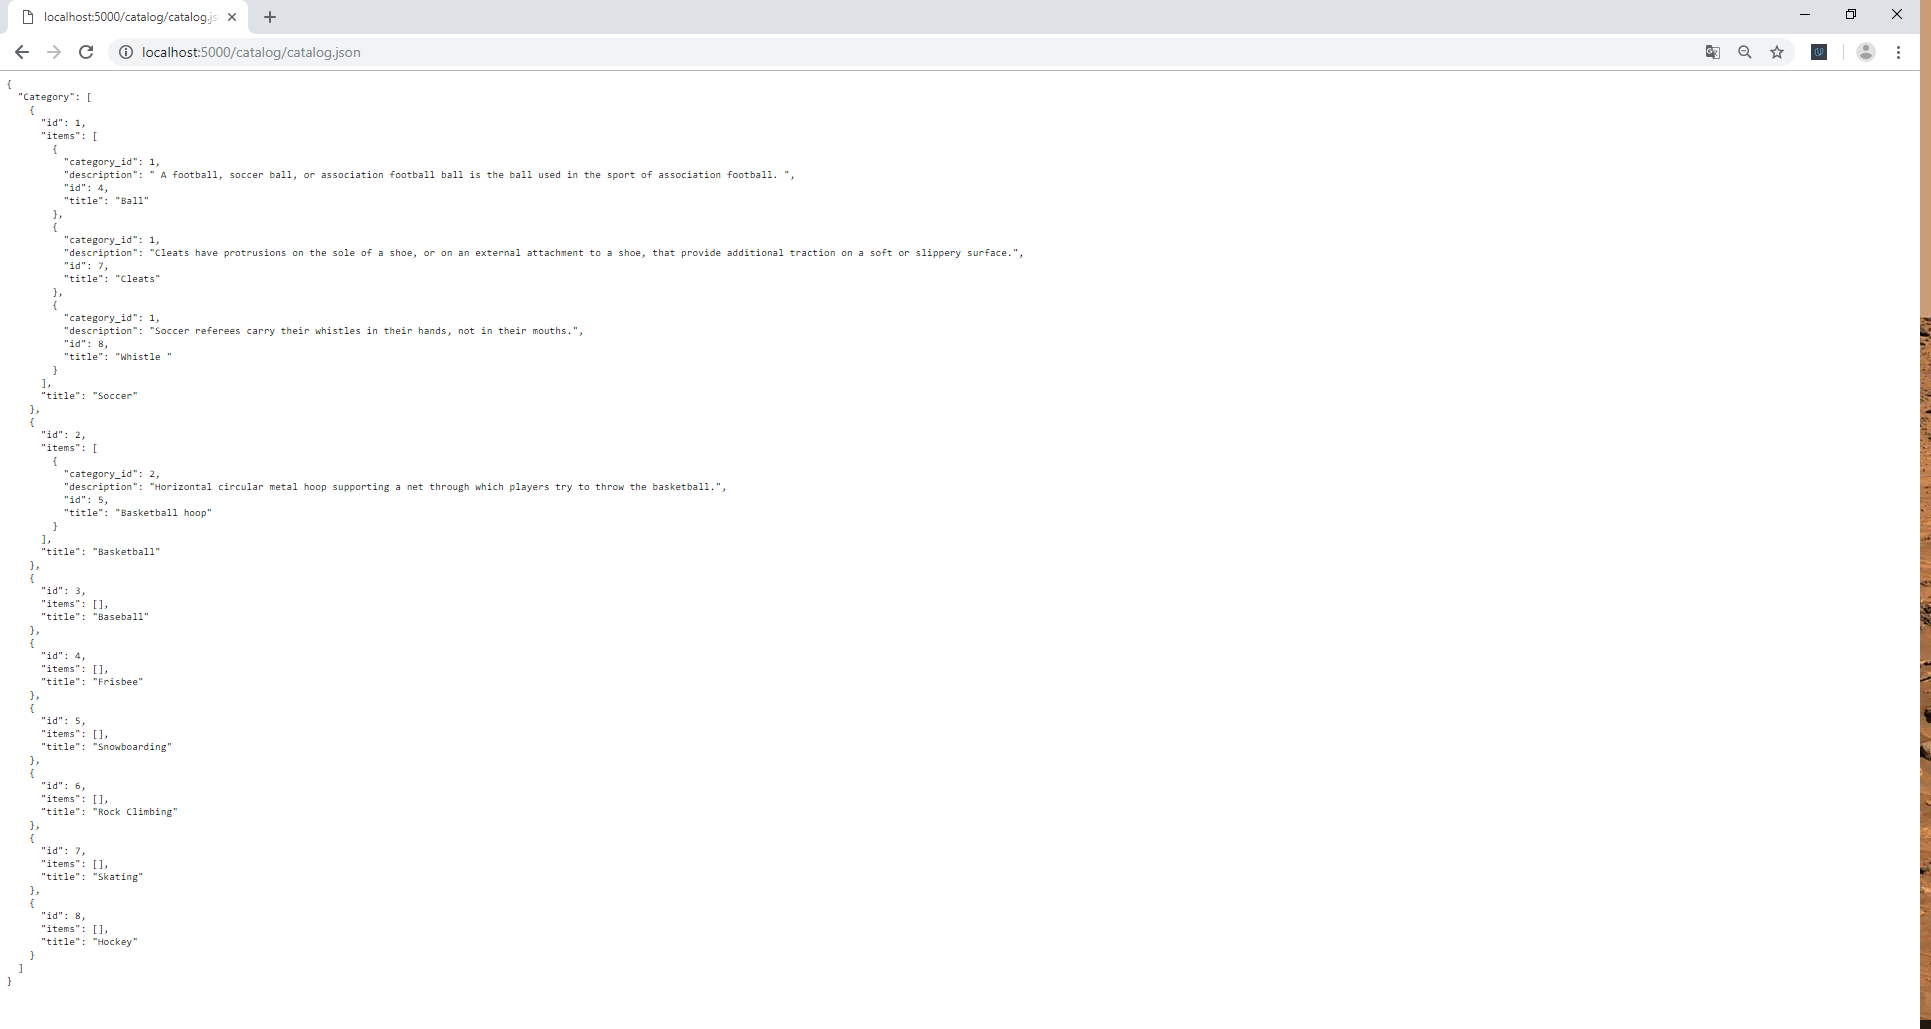 localhost:5000/catalog/catalog.js
localhost:5000/catalog/catalog.json
{
  "Category": [
    {
      "id": 1,
      "items": [
        {
          "category_id": 1,
          "description": " A football, soccer ball, or association football ball is the ball used in the sport of association football. ",
          "id": 4,
          "title": "Ball"
        },
        {
          "category_id": 1,
          "description": "Cleats have protrusions on the sole of a shoe, or on an external attachment to a shoe, that provide additional traction on a soft or slippery surface.",
          "id": 7,
          "title": "Cleats"
        },
        {
          "category_id": 1,
          "description": "Soccer referees carry their whistles in their hands, not in their mouths.",
          "id": 8,
          "title": "Whistle "
        }
      ],
      "title": "Soccer"
    },
    {
      "id": 2,
      "items": [
        {
          "category_id": 2,
          "description": "Horizontal circular metal hoop supporting a net through which players try to throw the basketball.",
          "id": 5,
          "title": "Basketball hoop"
        }
      ],
      "title": "Basketball"
    },
    {
      "id": 3,
      "items": [],
      "title": "Baseball"
    },
    {
      "id": 4,
      "items": [],
      "title": "Frisbee"
    },
    {
      "id": 5,
      "items": [],
      "title": "Snowboarding"
    },
    {
      "id": 6,
      "items": [],
      "title": "Rock Climbing"
    },
    {
      "id": 7,
      "items": [],
      "title": "Skating"
    },
    {
      "id": 8,
      "items": [],
      "title": "Hockey"
    }
  ]
}